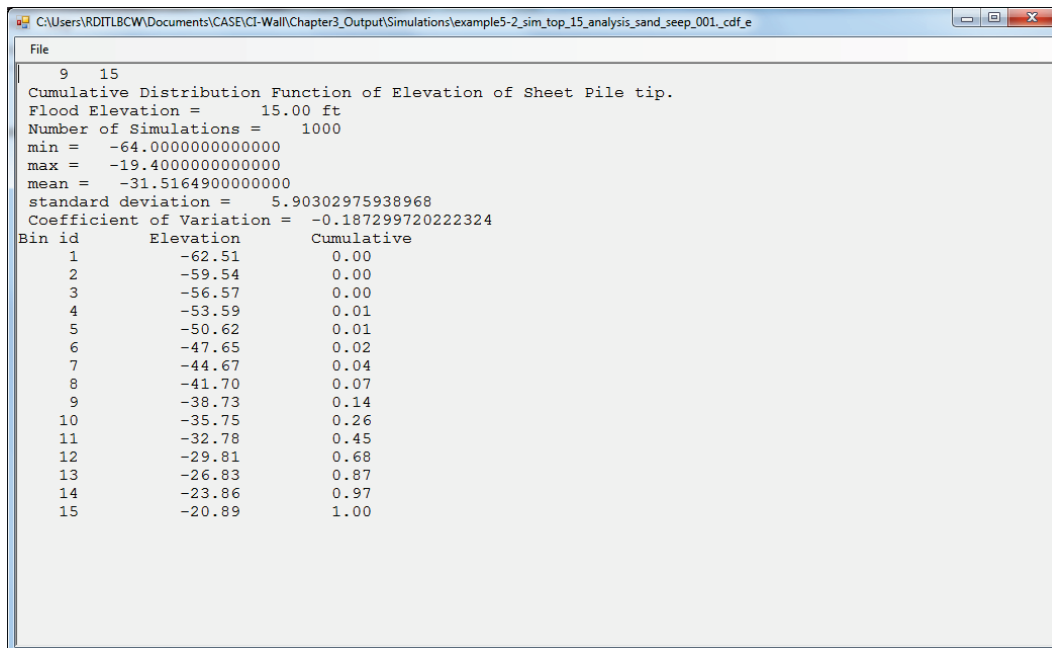 C:\Users\RDITLBCW\Documents\CASE\CI-Wall\Chapter3_Output\Simulations\example5-2_sim_top_15_analysis_sand_seep_001._cdf_e
File
9 15
Cumulative Distribution Function of Elevation of Sheet Pile tip.
Flood Elevation = 15.00 ft
Number of Simulations = 1000
min = -64.0000000000000
max = -19.4000000000000
mean = -31.5164900000000
standard deviation = 5.90302975938968
Coefficient of Variation = -0.187299720222324
Bin id Elevation Cumulative
1 -62.51 0.00
2 -59.54 0.00
3 -56.57 0.00
4 -53.59 0.01
5 -50.62 0.01
6 -47.65 0.02
7 -44.67 0.04
8 -41.70 0.07
9 -38.73 0.14
10 -35.75 0.26
11 -32.78 0.45
12 -29.81 0.68
13 -26.83 0.87
14 -23.86 0.97
15 -20.89 1.00